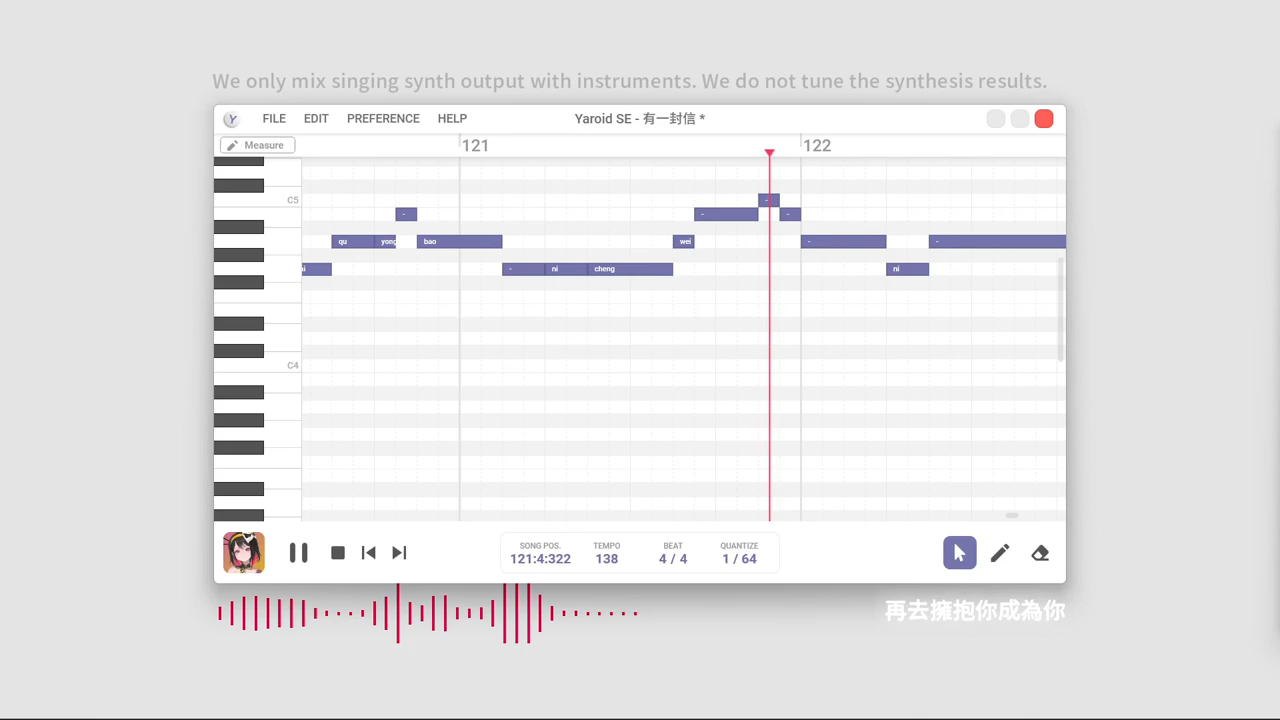 We only mix singing synth output with instruments. We do not tune the synthesis results.
Y FILE EDIT PREFERENCE HELP Yaroid SE - 有一封信 *
Measure 121 122
C5
-
- - -
qu yong bao wei - -
- ni cheng ni
C4
SONG POS. TEMPO BEAT QUANTIZE
121:4:322 138 4 / 4 1 / 64
再去擁抱你成為你